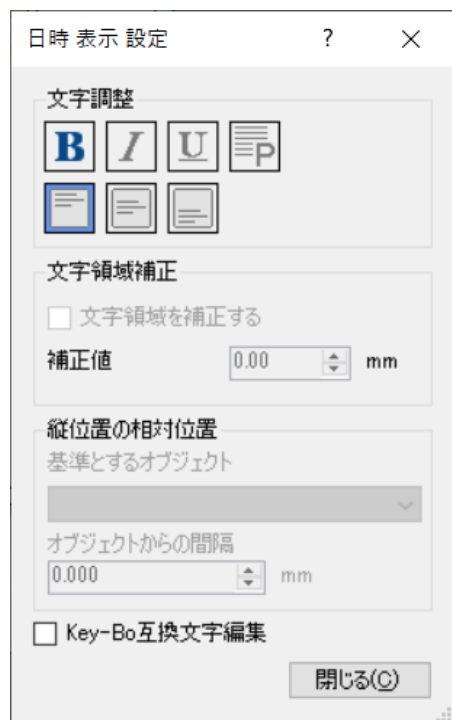 日時 表示 設定 ?
文字調整
B I U P
文字領域補正
文字領域を補正する
補正値 0.00 mm
縦位置の相対位置
基準とするオブジェクト
オブジェクトからの間隔
0.000 mm
Key-Bo互換文字編集
閉じる(C)